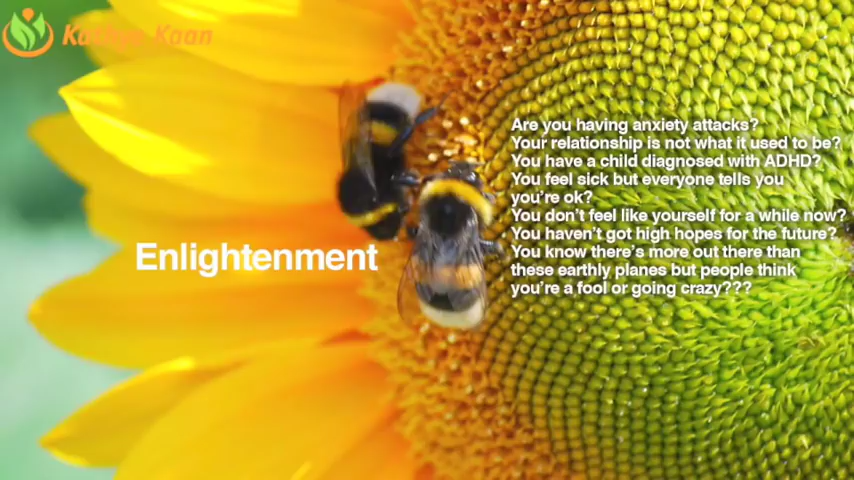 Kathya Kaan
Enlightenment
Are you having anxiety attacks?
Your relationship is not what it used to be?
You have a child diagnosed with ADHD?
You feel sick but everyone tells you
you're ok?
You don't feel like yourself for a while now?
You haven't got high hopes for the future?
You know there's more out there than
these earthly planes but people think
you're a fool or going crazy???